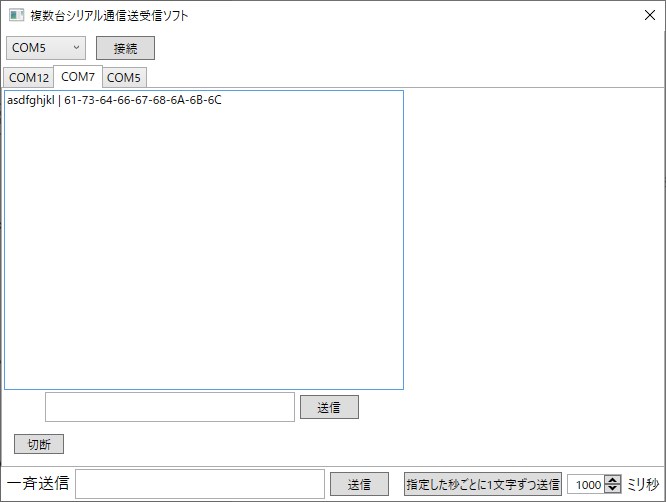 複数台シリアル通信送受信ソフト
COM5 接続
COM12 COM7 COM5
asdfghjkl | 61-73-64-66-67-68-6A-6B-6C
送信
切断
一斉送信 送信 指定した秒ごとに1文字ずつ送信 1000 ミリ秒